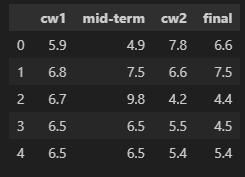 cw1 mid-term cw2 final
0 5.9 4.9 7.8 6.6
1 6.8 7.5 6.6 7.5
2 6.7 9.8 4.2 4.4
3 6.5 6.5 5.5 4.5
4 6.5 6.5 5.4 5.4